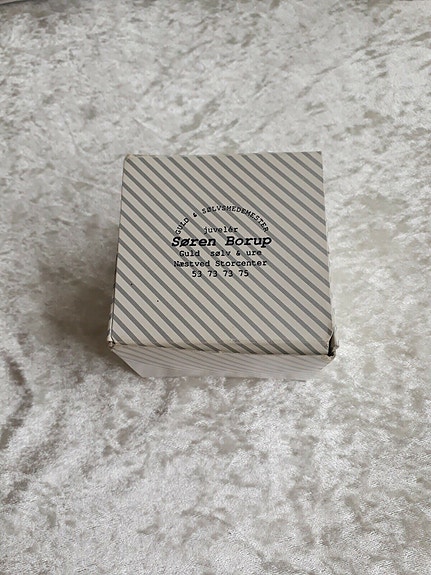 GULD & SØLVSMEDEMESTER
juvelér
Søren Borup
Guld sølv & ure
Næstved Storcenter
53 73 73 75